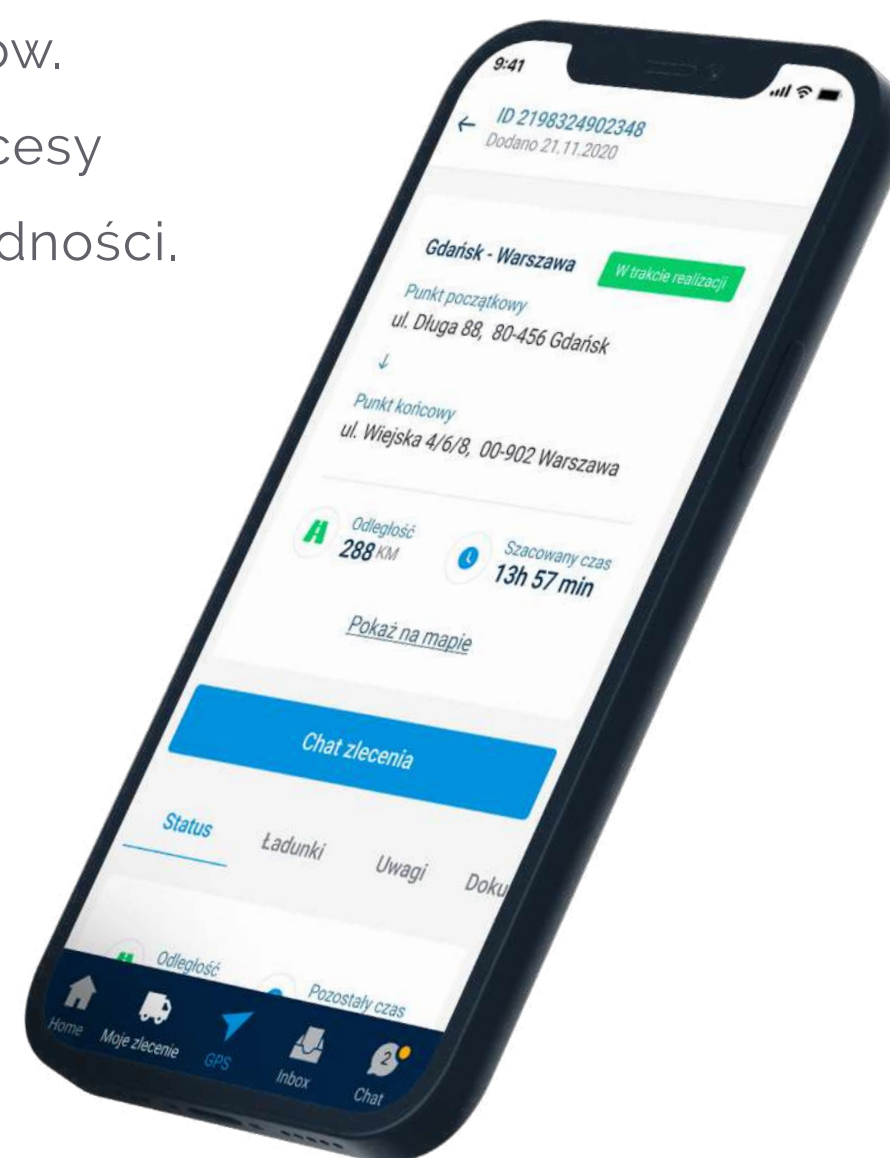 ów.
cesy
dności.
9:41
ID 2198324902348
Dodano 21.11.2020
Gdańsk - Warszawa
W trakcie realizacji
Punkt początkowy
ul. Długa 88, 80-456 Gdańsk
Punkt końcowy
ul. Wiejska 4/6/8, 00-902 Warszawa
Odległość
288 KM
Szacowany czas
13h 57 min
Pokaż na mapie
Chat zlecenia
Status Ładunki Uwagi Doku
Odległość
Pozostały czas
Home Moje zlecenie GPS Inbox 2 Chat